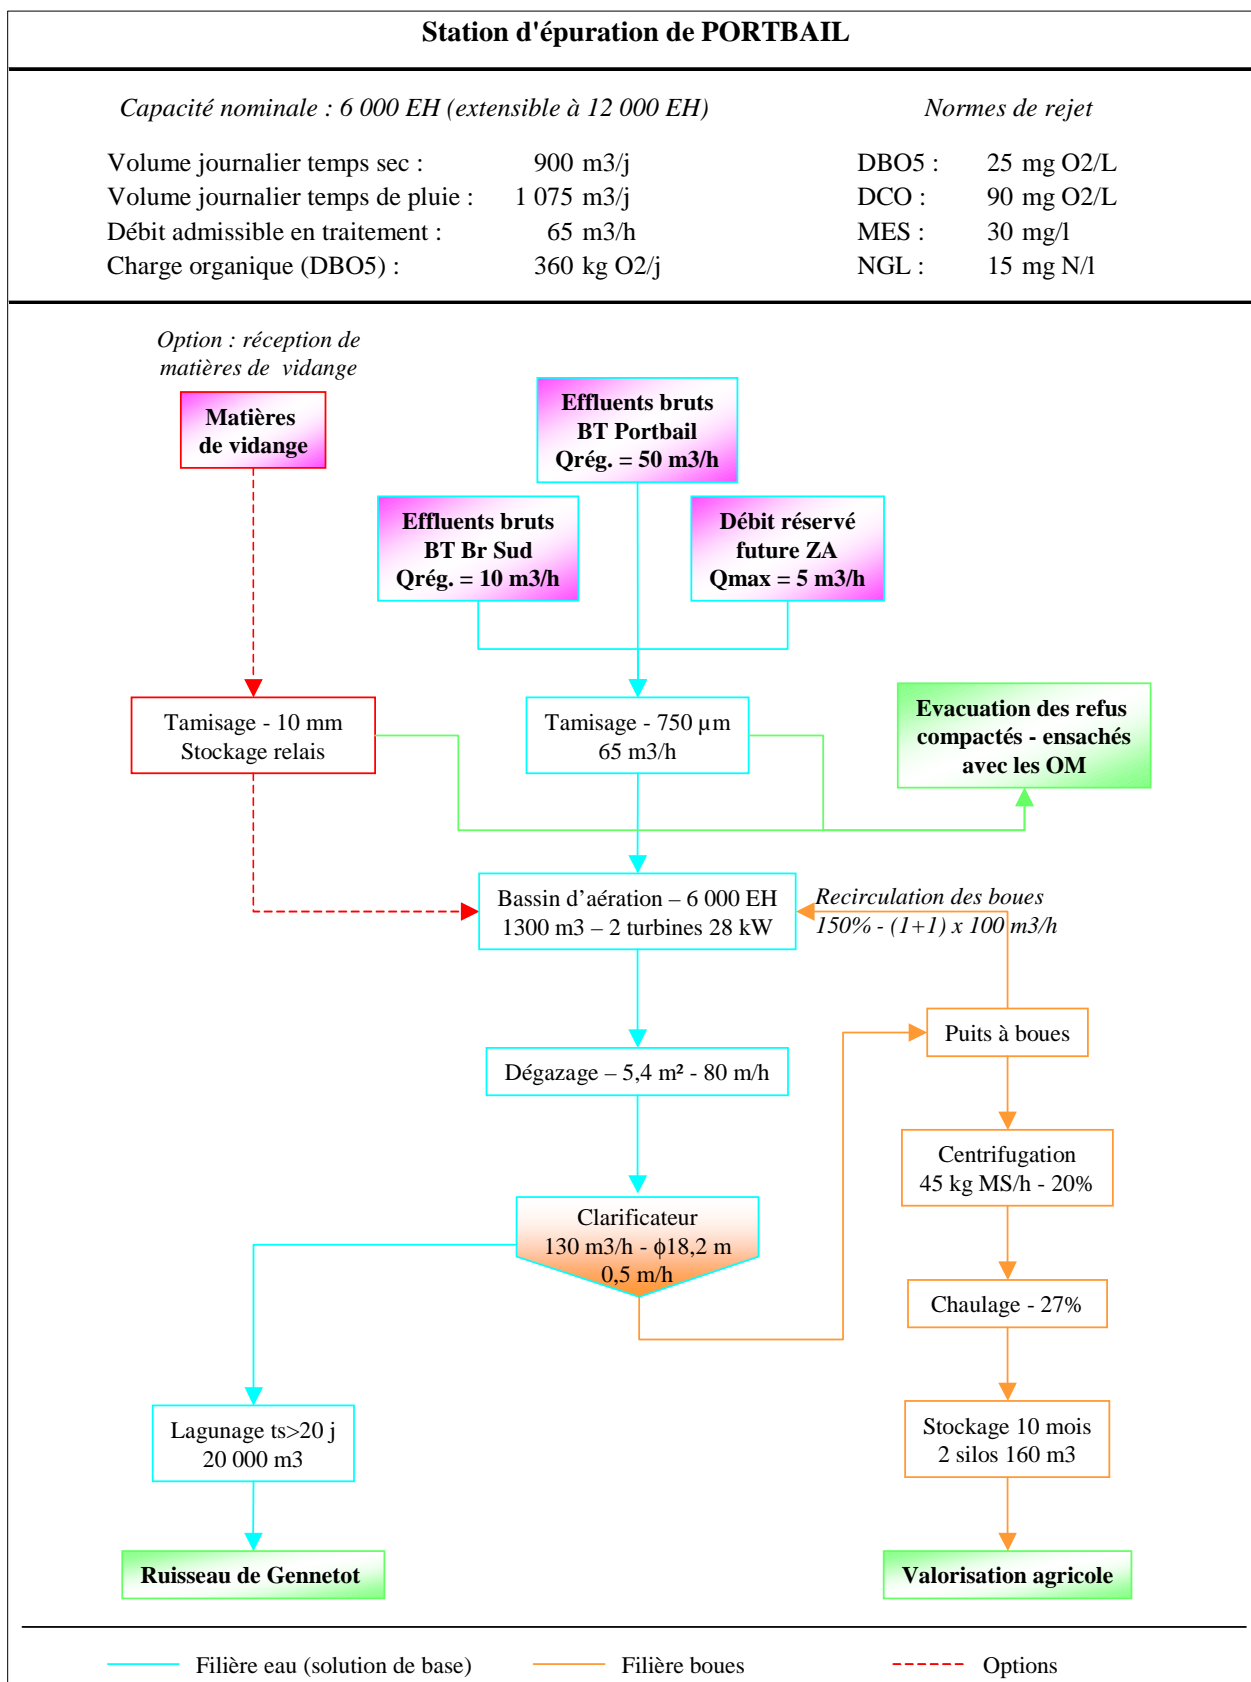 Station d'épuration de PORTBAIL
Capacité nominale : 6 000 EH (extensible à 12 000 EH)
Normes de rejet
Volume journalier temps sec : 900 m3/j
DBO5 : 25 mg O2/L
Volume journalier temps de pluie : 1 075 m3/j
DCO : 90 mg O2/L
Débit admissible en traitement : 65 m3/h
MES : 30 mg/l
Charge organique (DBO5) : 360 kg O2/j
NGL : 15 mg N/l
Option : réception de
matières de vidange
Matières
de vidange
Effluents bruts
BT Portbail
Qrég. = 50 m3/h
Effluents bruts
BT Br Sud
Qrég. = 10 m3/h
Débit réservé
future ZA
Qmax = 5 m3/h
Tamisage - 10 mm
Stockage relais
Tamisage - 750 µm
65 m3/h
Evacuation des refus
compactés - ensachés
avec les OM
Bassin d’aération – 6 000 EH
1300 m3 – 2 turbines 28 kW
Recirculation des boues
150% - (1+1) x 100 m3/h
Puits à boues
Dégazage – 5,4 m² - 80 m/h
Centrifugation
45 kg MS/h - 20%
Clarificateur
130 m3/h - ϕ18,2 m
0,5 m/h
Chaulage - 27%
Lagunage ts>20 j
20 000 m3
Stockage 10 mois
2 silos 160 m3
Ruisseau de Gennetot
Valorisation agricole
Filière eau (solution de base)
Filière boues
Options